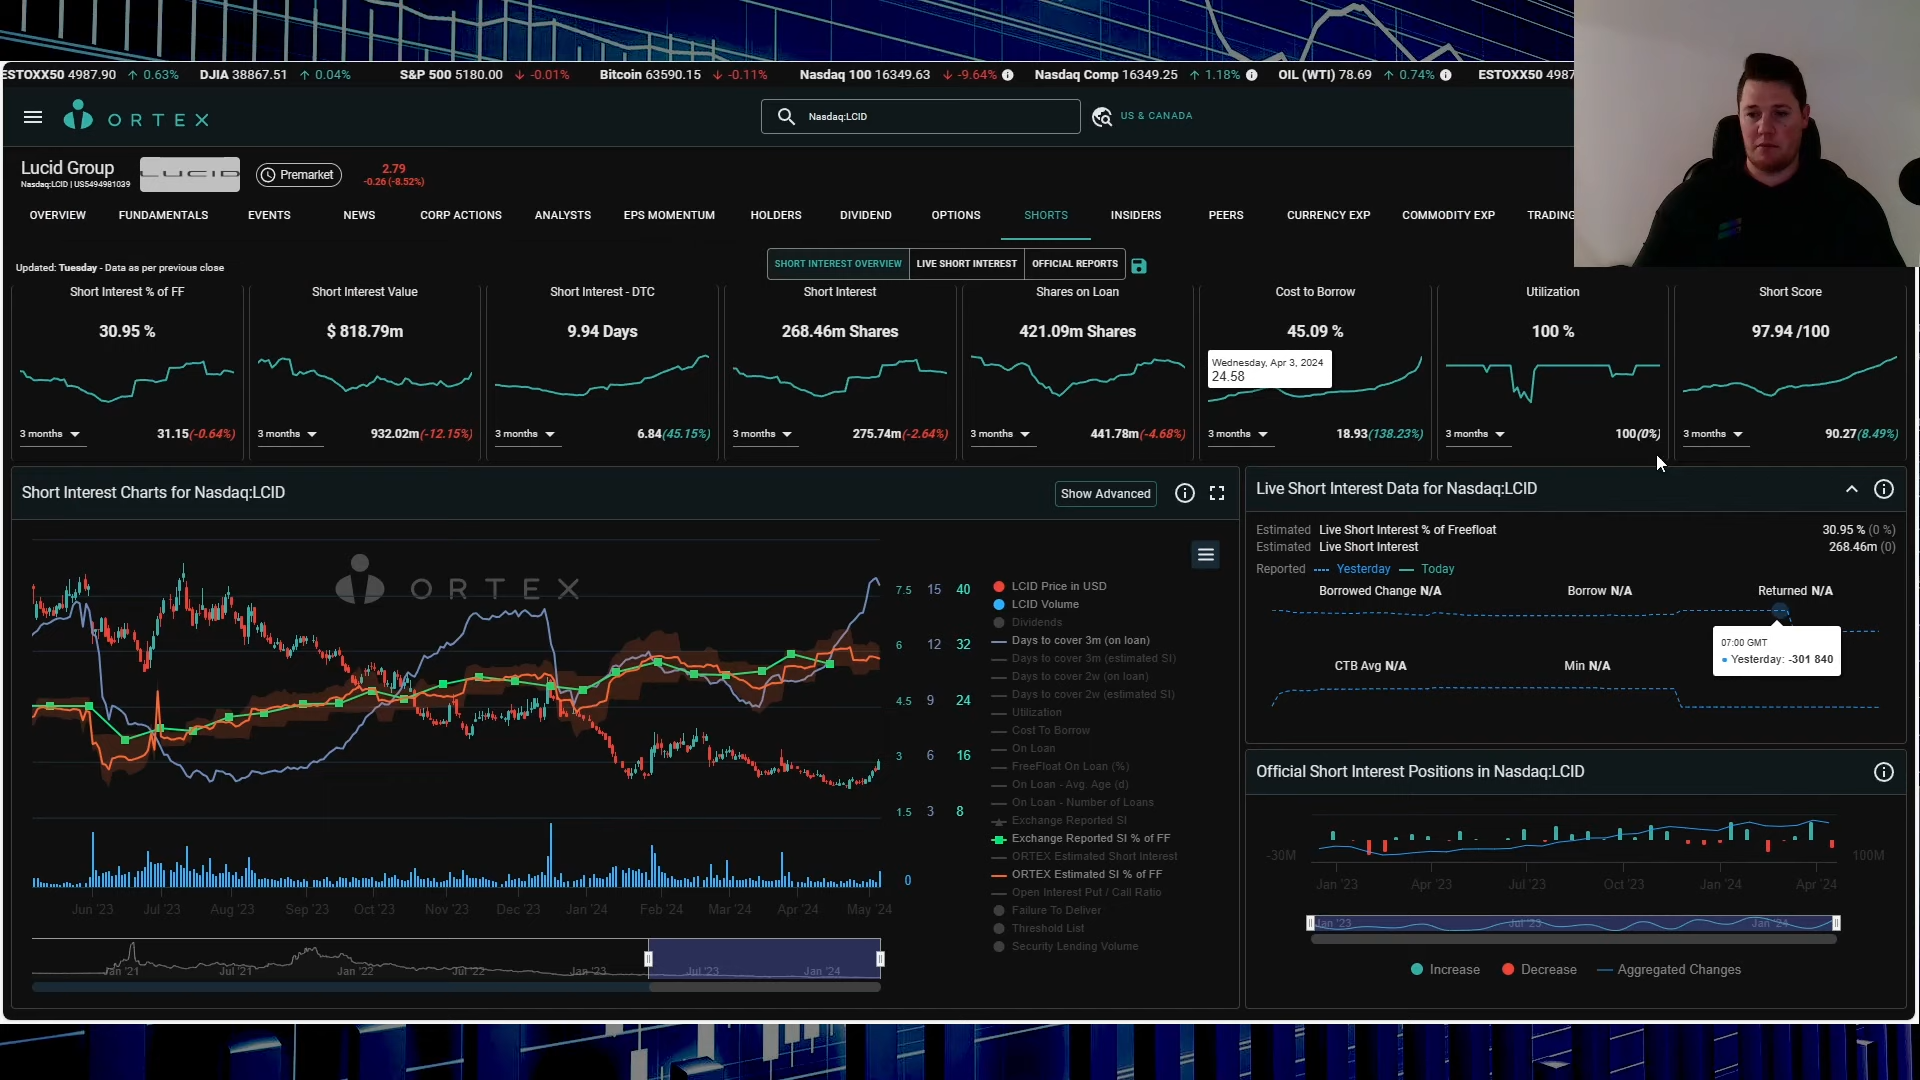 ESTOXX50 4987.90 ↑ 0.63% DJIA 38867.51 ↑ 0.04% S&P 500 5180.00 ↓ -0.01% Bitcoin 63590.15 ↓ -0.11% Nasdaq 100 16349.63 ↓ -9.64% Nasdaq Comp 16349.25 ↑ 1.18% OIL (WTI) 78.69 ↑ 0.74% ESTOXX50 4987
ORTEX Nasdaq:LCID US & CANADA
Lucid Group LUCID Premarket 2.79
Nasdaq:LCID | US5494981039 -0.26 (-8.52%)
OVERVIEW FUNDAMENTALS EVENTS NEWS CORP ACTIONS ANALYSTS EPS MOMENTUM HOLDERS DIVIDEND OPTIONS SHORTS INSIDERS PEERS CURRENCY EXP COMMODITY EXP TRADING
Updated: Tuesday - Data as per previous close SHORT INTEREST OVERVIEW LIVE SHORT INTEREST OFFICIAL REPORTS
Short Interest % of FF Short Interest Value Short Interest - DTC Short Interest Shares on Loan Cost to Borrow Utilization Short Score
30.95 % $ 818.79m 9.94 Days 268.46m Shares 421.09m Shares 45.09 % 100 % 97.94 /100
Wednesday, Apr 3, 2024
24.58
3 months 31.15(-0.64%) 3 months 932.02m(-12.15%) 3 months 6.84(45.15%) 3 months 275.74m(-2.64%) 3 months 441.78m(-4.68%) 3 months 18.93(138.23%) 3 months 100(0%) 3 months 90.27(8.49%)
Short Interest Charts for Nasdaq:LCID Show Advanced
ORTEX
7.5 15 40
6 12 32
4.5 9 24
3 6 16
1.5 3 8
0
LCID Price in USD
LCID Volume
Dividends
Days to cover 3m (on loan)
Days to cover 3m (estimated SI)
Days to cover 2w (on loan)
Days to cover 2w (estimated SI)
Utilization
Cost To Borrow
On Loan
FreeFloat On Loan (%)
On Loan - Avg. Age (d)
On Loan - Number of Loans
Exchange Reported SI
Exchange Reported SI % of FF
ORTEX Estimated Short Interest
ORTEX Estimated SI % of FF
Open Interest Put / Call Ratio
Failure To Deliver
Threshold List
Security Lending Volume
Jun '23 Jul '23 Aug '23 Sep '23 Oct '23 Nov '23 Dec '23 Jan '24 Feb '24 Mar '24 Apr '24 May '24
Jan '21 Jul '21 Jan '22 Jul '22 Jan '23 Jul '23 Jan '24
Live Short Interest Data for Nasdaq:LCID
Estimated Live Short Interest % of Freefloat 30.95 % (0 %)
Estimated Live Short Interest 268.46m (0)
Reported Yesterday Today
Borrowed Change N/A Borrow N/A Returned N/A
07:00 GMT
Yesterday: -301 840
CTB Avg N/A Min N/A
Official Short Interest Positions in Nasdaq:LCID
-30M 100M
Jan '23 Apr '23 Jul '23 Oct '23 Jan '24 Apr '24
Jan '23 Jul '23 Jan '24
Increase Decrease Aggregated Changes